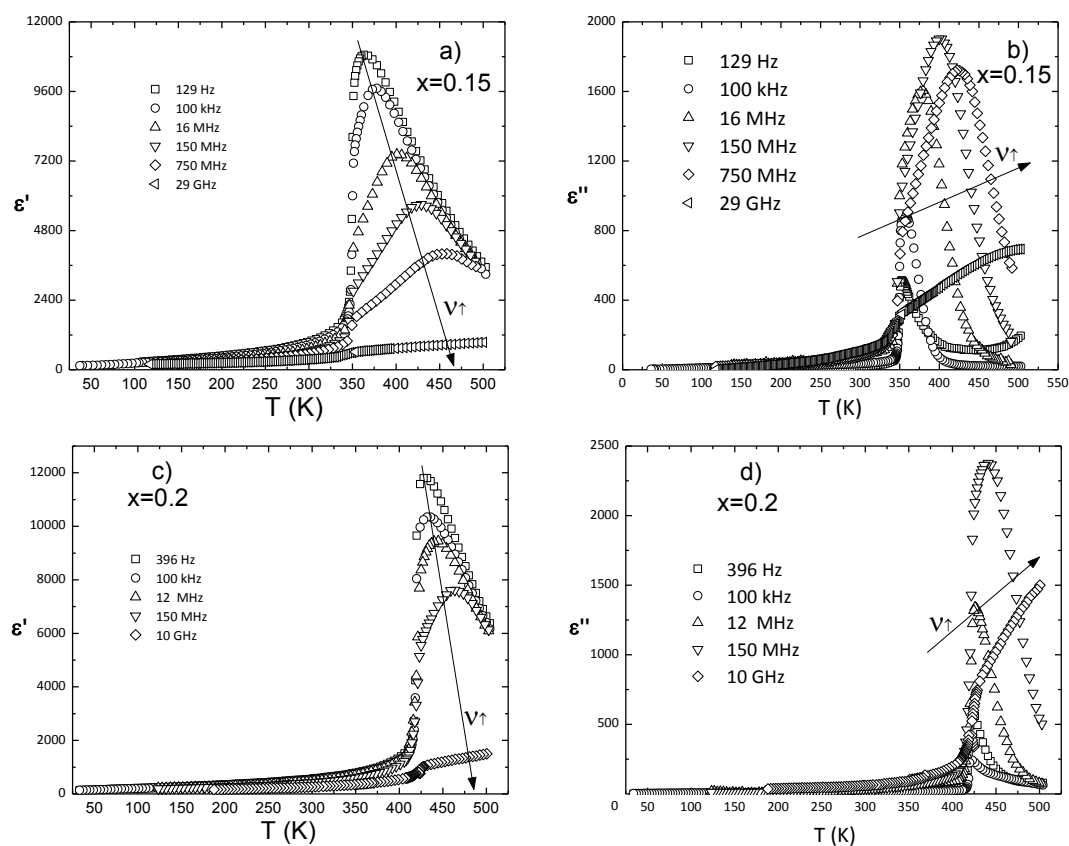 a)
x=0.15
12000
9600
7200
4800
2400
0
ε'
129 Hz
100 kHz
16 MHz
150 MHz
750 MHz
29 GHz
ν↑
50 100 150 200 250 300 350 400 450 500
T (K)
b)
x=0.15
2000
1600
1200
800
400
0
ε''
129 Hz
100 kHz
16 MHz
150 MHz
750 MHz
29 GHz
ν↑
0 50 100 150 200 250 300 350 400 450 500 550
T (K)
c)
x=0.2
12000
10000
8000
6000
4000
2000
0
ε'
396 Hz
100 kHz
12 MHz
150 MHz
10 GHz
ν↑
50 100 150 200 250 300 350 400 450 500
T (K)
d)
x=0.2
2500
2000
1500
1000
500
0
ε''
396 Hz
100 kHz
12 MHz
150 MHz
10 GHz
ν↑
0 50 100 150 200 250 300 350 400 450 500
T (K)